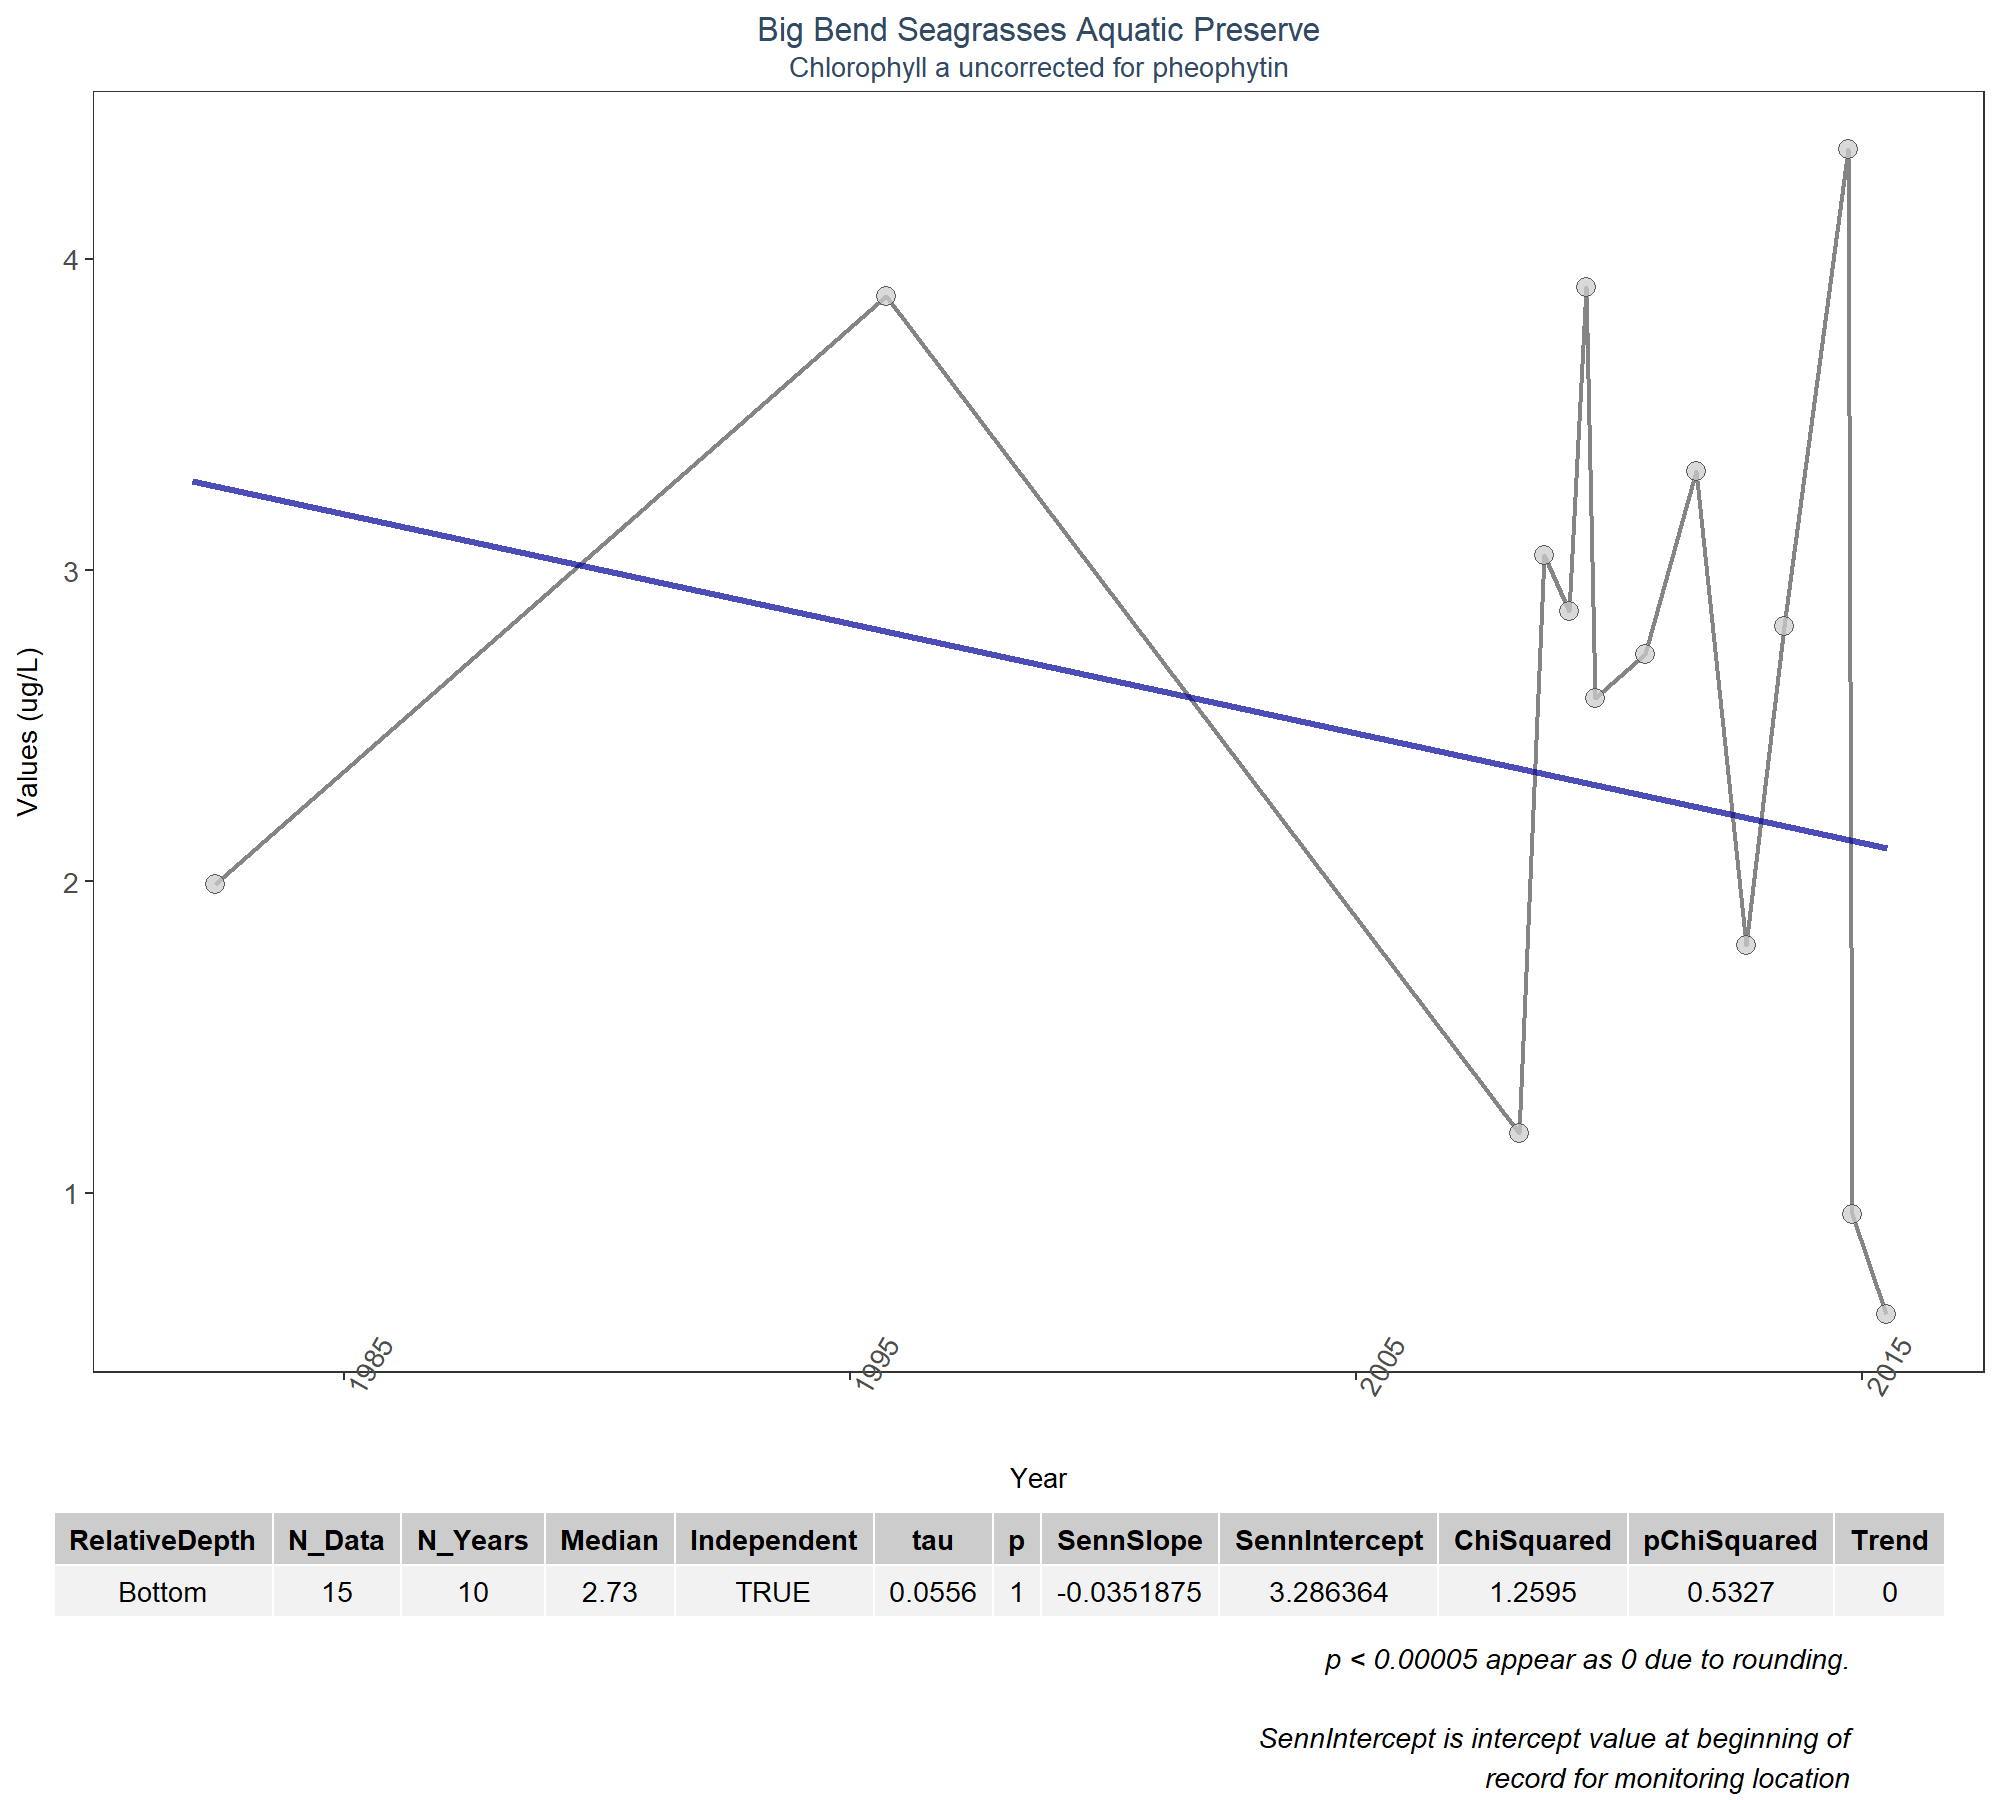 Big Bend Seagrasses Aquatic Preserve
Chlorophyll a uncorrected for pheophytin
Values (ug/L)
4
3
2
1
1985 1995 2005 2015
Year
RelativeDepth N_Data N_Years Median Independent tau p SennSlope SennIntercept ChiSquared pChiSquared Trend
Bottom 15 10 2.73 TRUE 0.0556 1 -0.0351875 3.286364 1.2595 0.5327 0
p < 0.00005 appear as 0 due to rounding.
SennIntercept is intercept value at beginning of
record for monitoring location